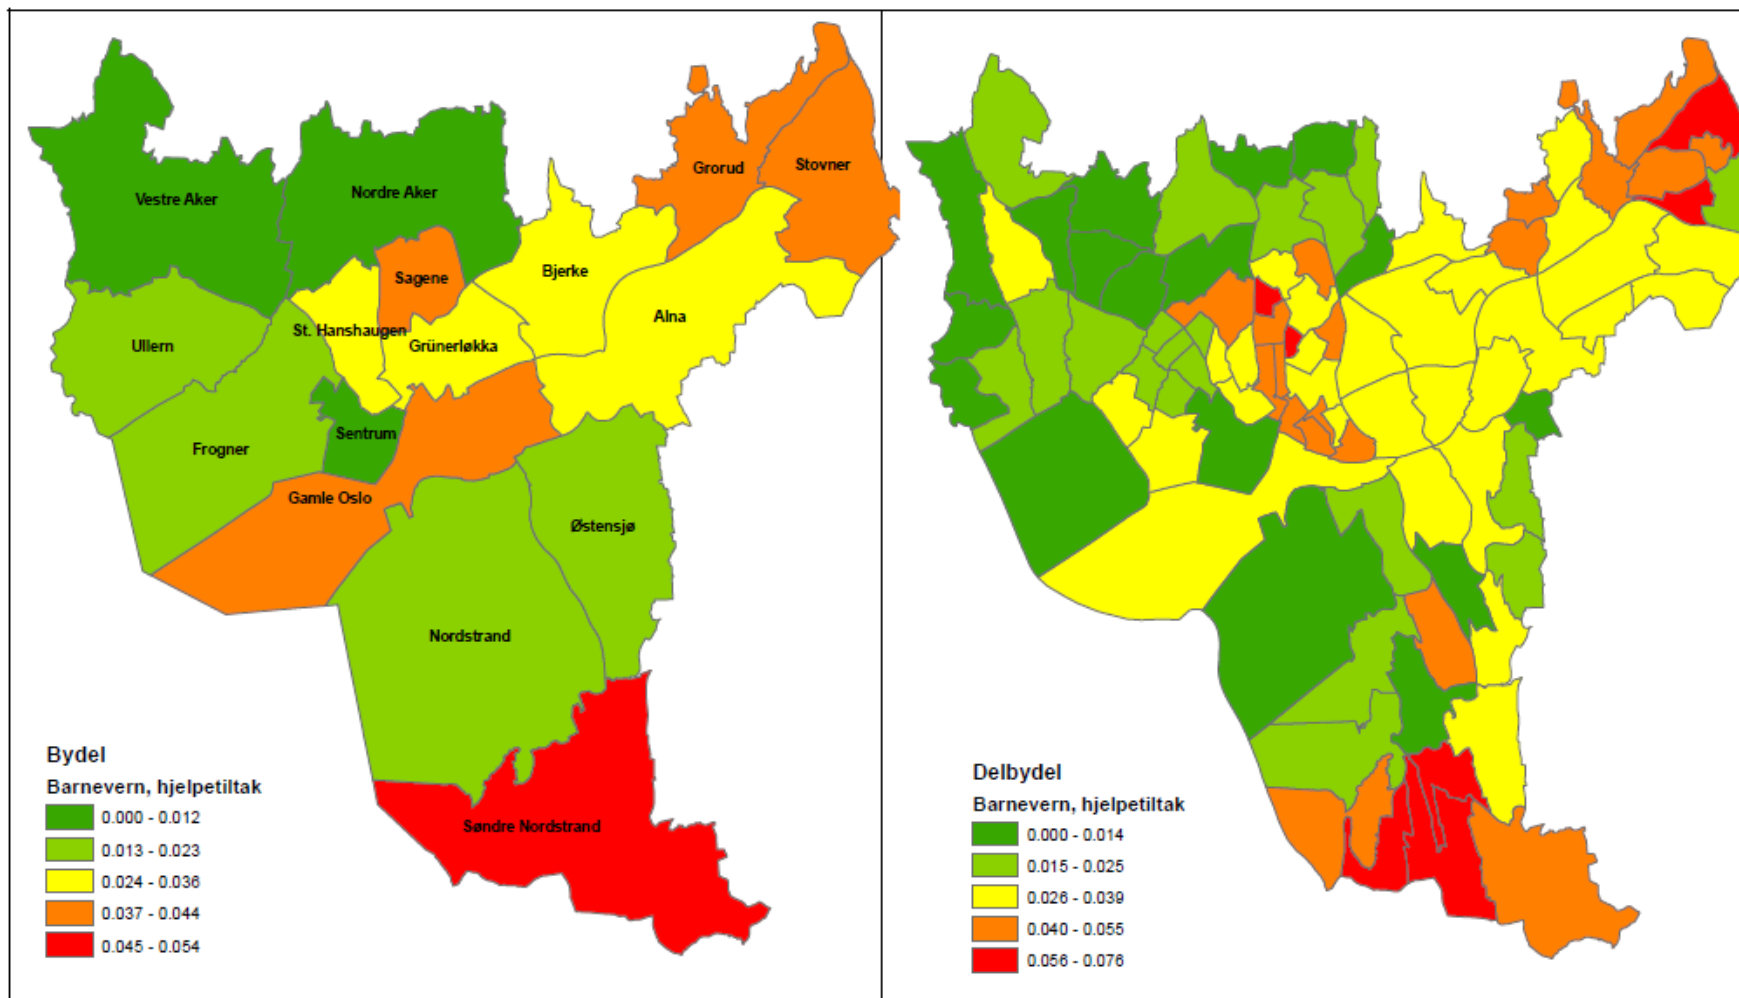 Vestre Aker
Nordre Aker
Grorud
Stovner
Sagene
Bjerke
St. Hanshaugen
Alna
Ullern
Grünerløkka
Sentrum
Frogner
Gamle Oslo
Østensjø
Nordstrand
Søndre Nordstrand
Bydel
Barnevern, hjelpetiltak
0.000 - 0.012
0.013 - 0.023
0.024 - 0.036
0.037 - 0.044
0.045 - 0.054
Delbydel
Barnevern, hjelpetiltak
0.000 - 0.014
0.015 - 0.025
0.026 - 0.039
0.040 - 0.055
0.056 - 0.076